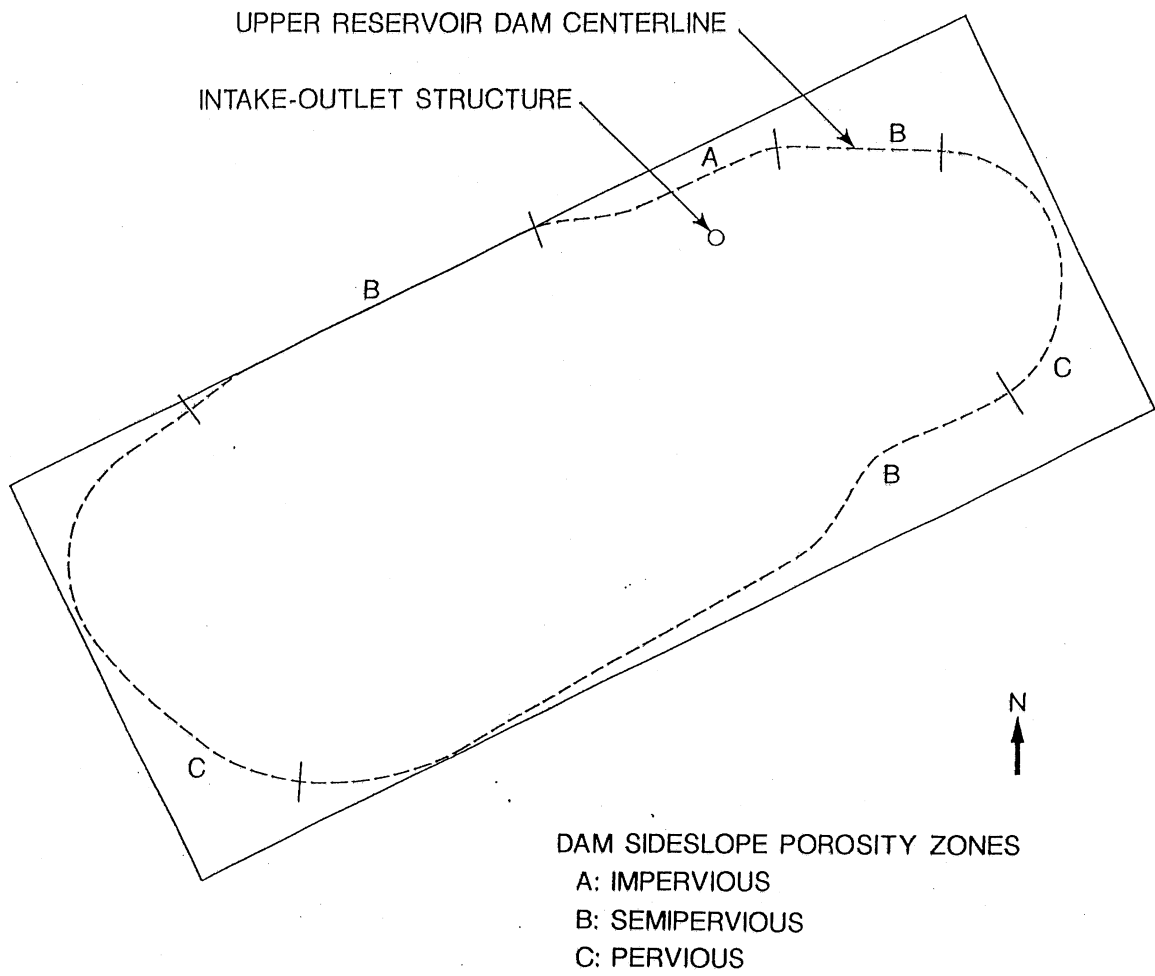 UPPER RESERVOIR DAM CENTERLINE
INTAKE-OUTLET STRUCTURE
B
A
B
C
B
C
N
DAM SIDESLOPE POROSITY ZONES
A: IMPERVIOUS
B: SEMIPERVIOUS
C: PERVIOUS